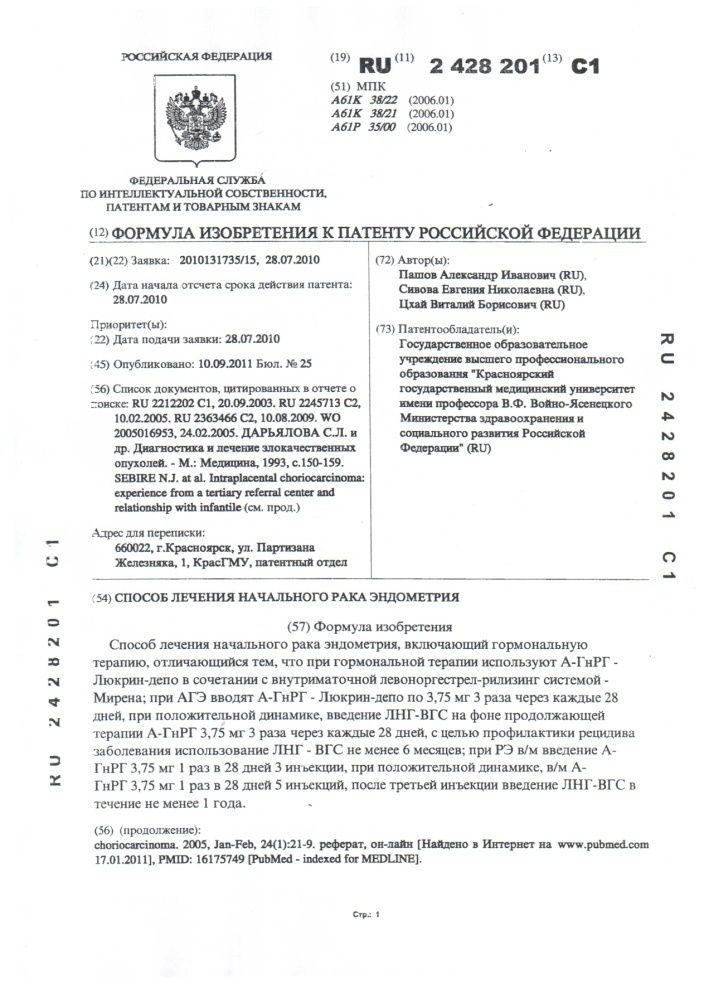 РОССИЙСКАЯ ФЕДЕРАЦИЯ
ФЕДЕРАЛЬНАЯ СЛУЖБА
ПО ИНТЕЛЛЕКТУАЛЬНОЙ СОБСТВЕННОСТИ,
ПАТЕНТАМ И ТОВАРНЫМ ЗНАКАМ
(19) RU (11) 2 428 201 (13) C1
(51) МПК
A61K 38/22 (2006.01)
A61K 38/21 (2006.01)
A61P 35/00 (2006.01)
(12) ФОРМУЛА ИЗОБРЕТЕНИЯ К ПАТЕНТУ РОССИЙСКОЙ ФЕДЕРАЦИИ
(21)(22) Заявка: 2010131735/15, 28.07.2010
(24) Дата начала отсчета срока действия патента:
28.07.2010
Приоритет(ы):
(22) Дата подачи заявки: 28.07.2010
(45) Опубликовано: 10.09.2011 Бюл. № 25
(56) Список документов, цитированных в отчете о
поиске: RU 2212202 C1, 20.09.2003. RU 2245713 C2,
10.02.2005. RU 2363466 C2, 10.08.2009. WO
2005016953, 24.02.2005. ДАРЬЯЛОВА С.Л. и
др. Диагностика и лечение злокачественных
опухолей. - М.: Медицина, 1993, с.150-159.
SEBIRE N.J. at al. Intraplacental choriocarcinoma:
experience from a tertiary referral center and
relationship with infantile (см. прод.)
Адрес для переписки:
660022, г.Красноярск, ул. Партизана
Железняка, 1, КрасГМУ, патентный отдел
(72) Автор(ы):
Пашов Александр Иванович (RU),
Сивова Евгения Николаевна (RU),
Цхай Виталий Борисович (RU)
(73) Патентообладатель(и):
Государственное образовательное
учреждение высшего профессионального
образования "Красноярский
государственный медицинский университет
имени профессора В.Ф. Войно-Ясенецкого
Министерства здравоохранения и
социального развития Российской
Федерации" (RU)
RU 2428201 C1
RU 2428201 C1
(54) СПОСОБ ЛЕЧЕНИЯ НАЧАЛЬНОГО РАКА ЭНДОМЕТРИЯ
(57) Формула изобретения
Способ лечения начального рака эндометрия, включающий гормональную
терапию, отличающийся тем, что при гормональной терапии используют А-ГнРГ -
Люкрин-депо в сочетании с внутриматочной левоноргестрел-рилизинг системой -
Мирена; при АГЭ вводят А-ГнРГ - Люкрин-депо по 3,75 мг 3 раза через каждые 28
дней, при положительной динамике, введение ЛНГ-ВГС на фоне продолжающей
терапии А-ГнРГ 3,75 мг 3 раза через каждые 28 дней, с целью профилактики рецидива
заболевания использование ЛНГ - ВГС не менее 6 месяцев; при РЭ в/м введение А-
ГнРГ 3,75 мг 1 раз в 28 дней 3 инъекции, при положительной динамике, в/м А-
ГнРГ 3,75 мг 1 раз в 28 дней 5 инъекций, после третьей инъекции введение ЛНГ-ВГС в
течение не менее 1 года.
(56) (продолжение):
choriocarcinoma. 2005, Jan-Feb, 24(1):21-9. реферат, он-лайн [Найдено в Интернет на www.pubmed.com
17.01.2011], PMID: 16175749 [PubMed - indexed for MEDLINE].
Стр.: 1